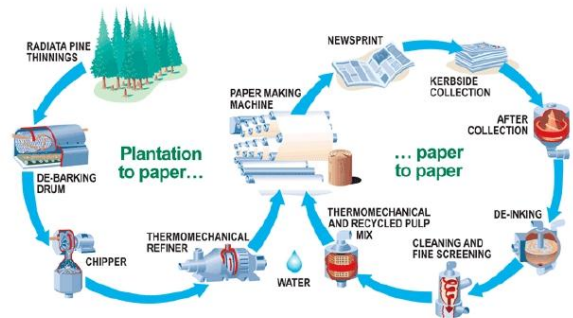 RADIATA PINE
THINNINGS
DE-BARKING
DRUM
CHIPPER
THERMOMECHANICAL
REFINER
Plantation
to paper...
PAPER MAKING
MACHINE
NEWSPRINT
KERBSIDE
COLLECTION
AFTER
COLLECTION
DE-INKING
CLEANING AND
FINE SCREENING
THERMOMECHANICAL
AND RECYCLED PULP
MIX
WATER
... paper
to paper